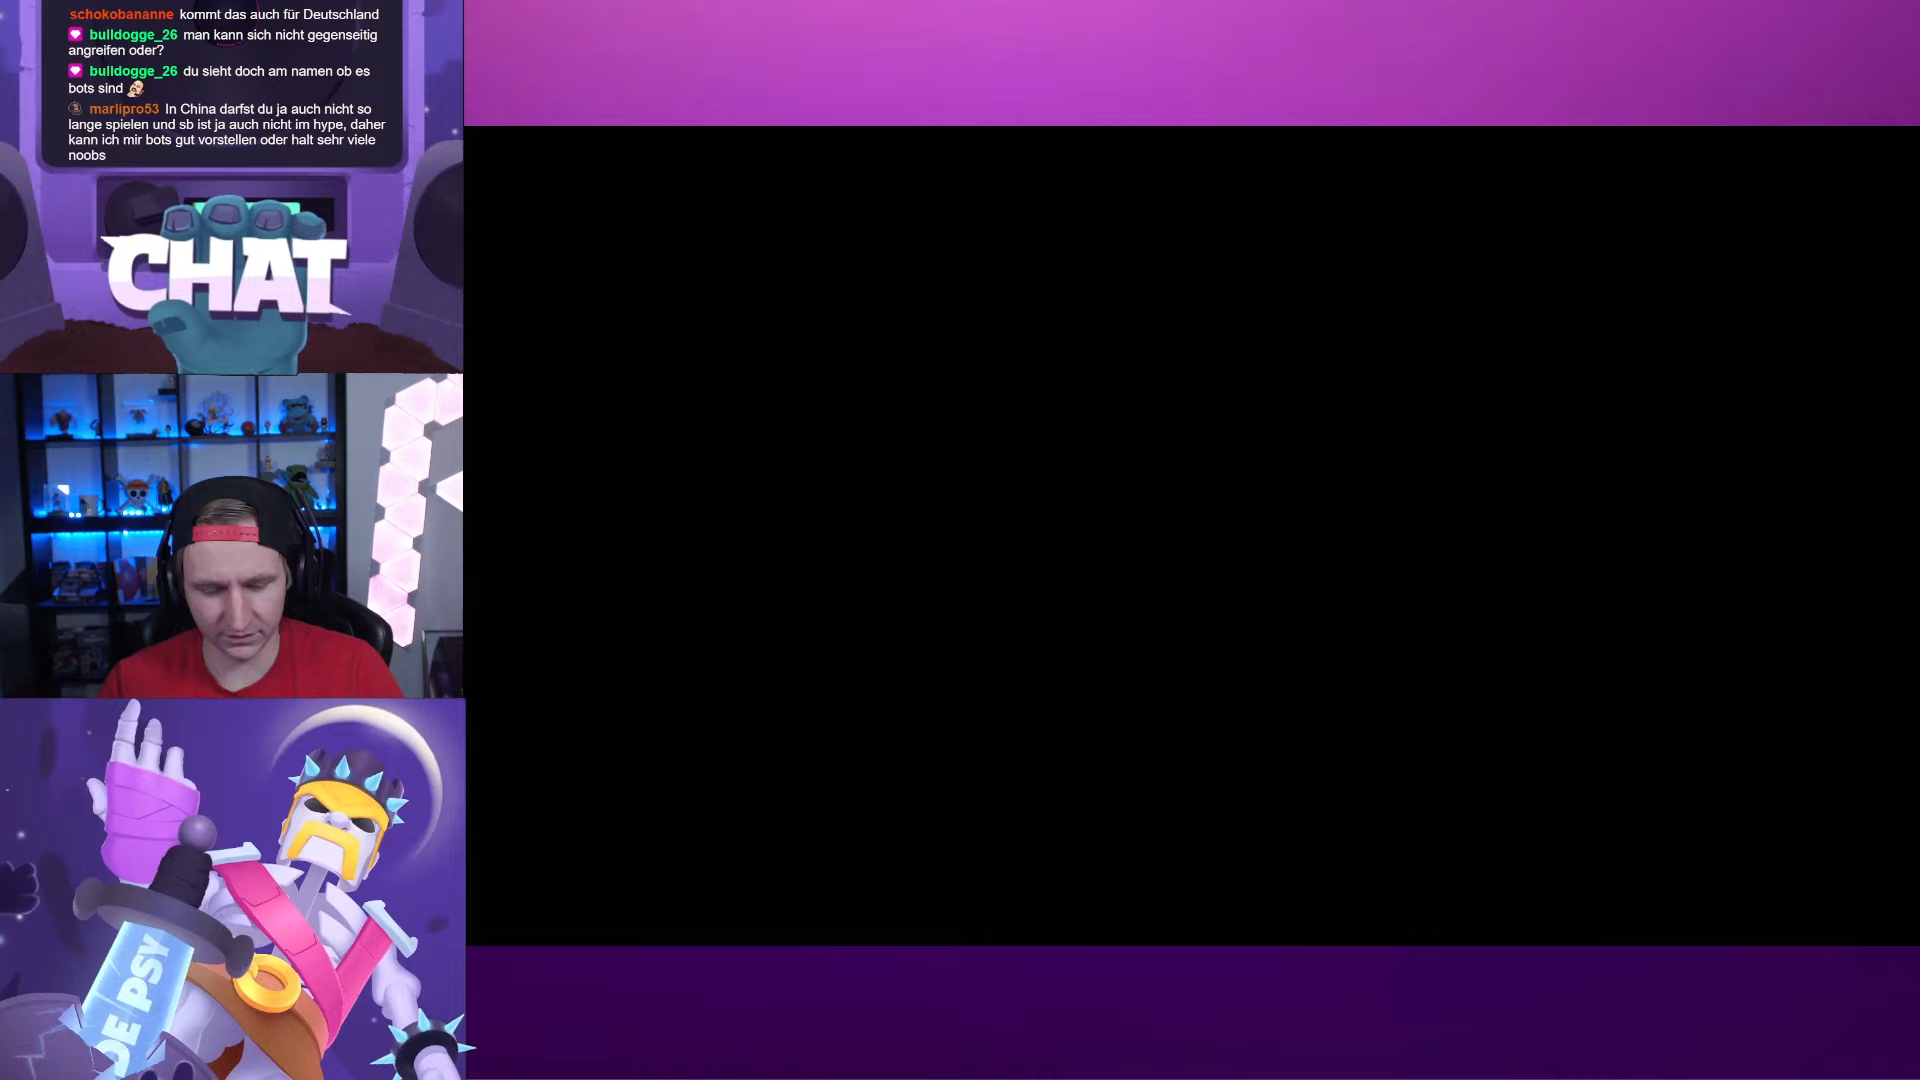 schokobananne kommt das auch für Deutschland
bulldogge_26 man kann sich nicht gegenseitig
angreifen oder?
bulldogge_26 du sieht doch am namen ob es
bots sind
marlipro53 In China darfst du ja auch nicht so
lange spielen und sb ist ja auch nicht im hype, daher
kann ich mir bots gut vorstellen oder halt sehr viele
noobs
CHAT
DE PSY